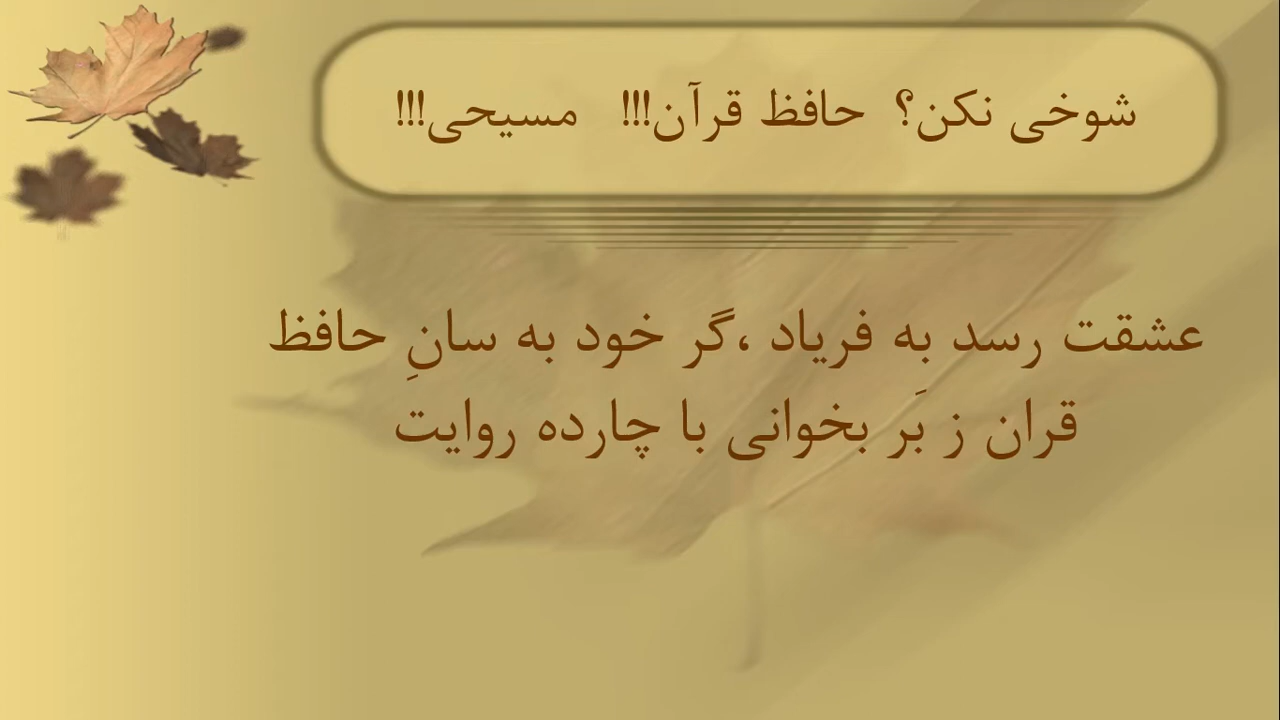 شوخی نکن؟ حافظ قرآن!!! مسیحی!!!
عشقت رسد به فریاد ،گر خود به سانِ حافظ
قران ز بَر بخوانی با چارده روایت